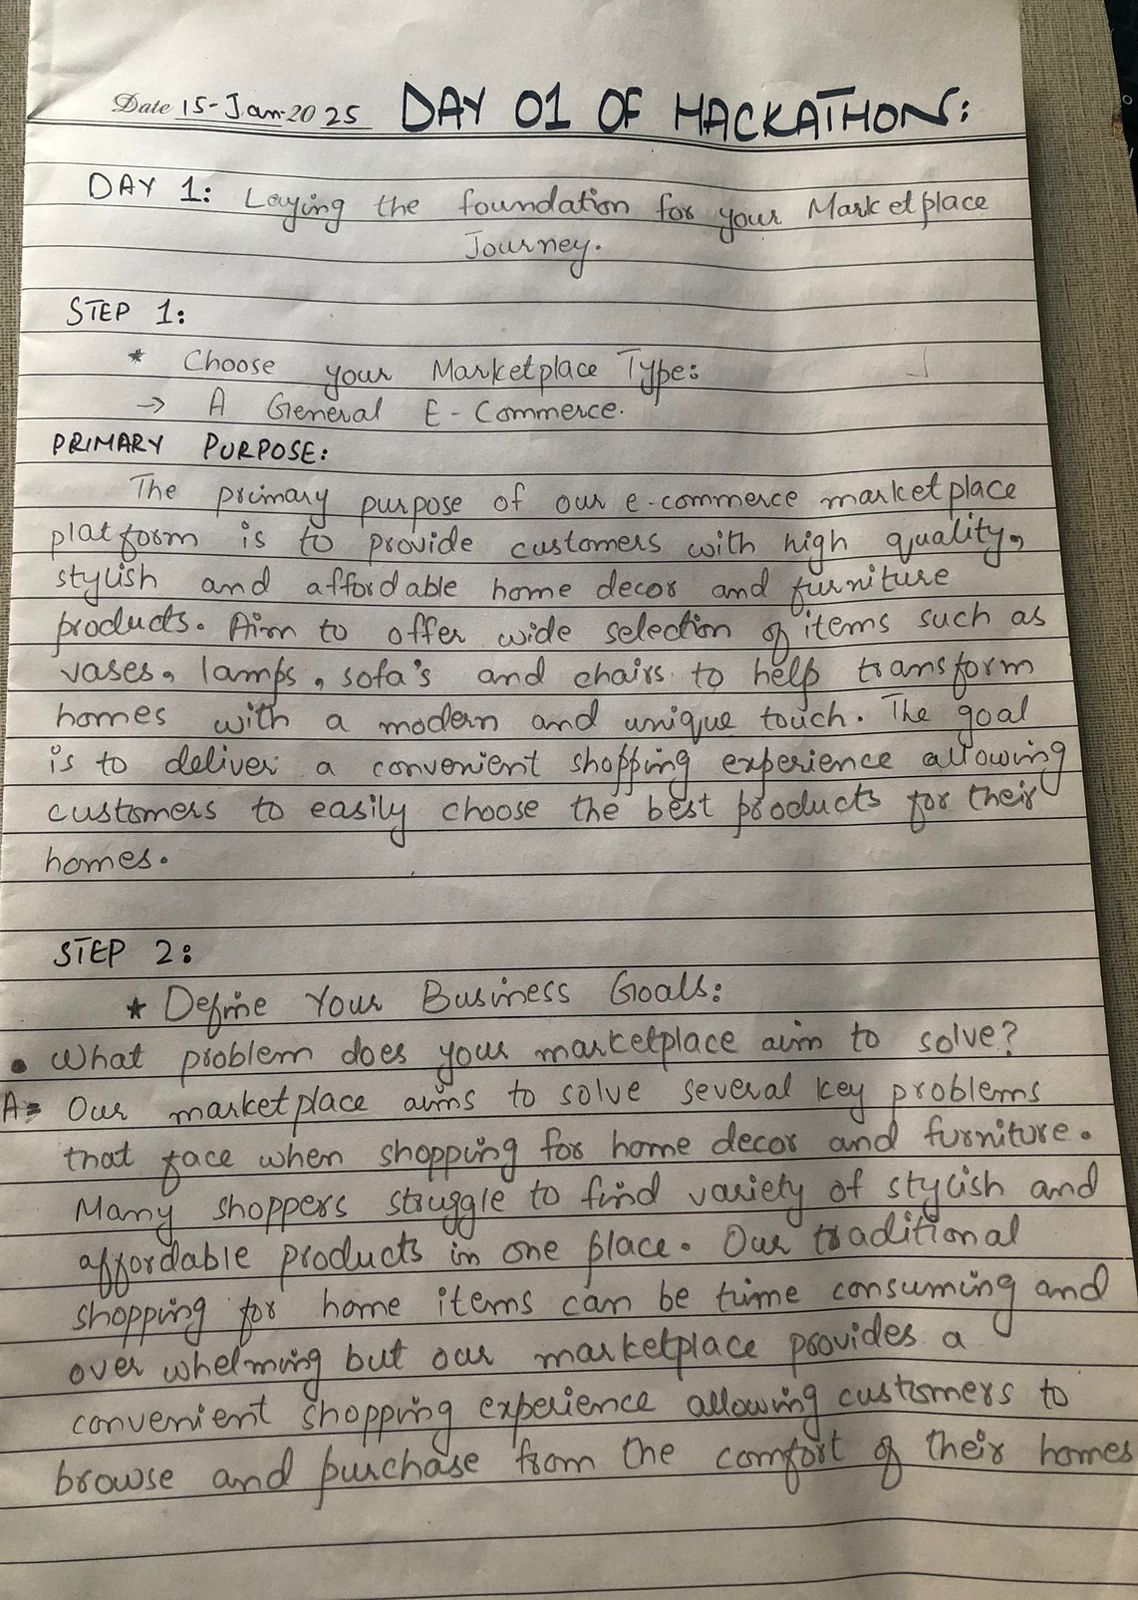 Date 15-Jan-2025 DAY 01 OF HACKATHON:
DAY 1: Laying the foundation for your Marketplace
Journey.
STEP 1:
* Choose your Marketplace Type:
→ A General E-Commerce.
PRIMARY PURPOSE:
The primary purpose of our e-commerce marketplace
platform is to provide customers with high quality,
stylish and affordable home decor and furniture
products. Aim to offer wide selection of items such as
vases, lamps, sofa's and chairs to help transform
homes with a modern and unique touch. The goal
is to deliver a convenient shopping experience allowing
customers to easily choose the best products for their
homes.
STEP 2:
* Define Your Business Goals:
• What problem does your marketplace aim to solve?
A= Our marketplace aims to solve several key problems
that face when shopping for home decor and furniture.
Many shoppers struggle to find variety of stylish and
affordable products in one place. Our traditional
shopping for home items can be time consuming and
over whelming but our marketplace provides a
convenient shopping experience allowing customers to
browse and purchase from the comfort of their homes